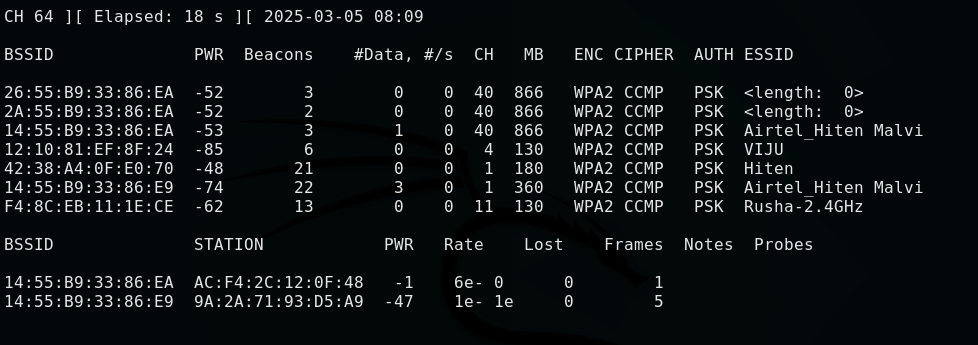 CH 64 ][ Elapsed: 18 s ][ 2025-03-05 08:09
BSSID PWR Beacons #Data, #/s CH MB ENC CIPHER AUTH ESSID
26:55:B9:33:86:EA -52 3 0 0 40 866 WPA2 CCMP PSK <length: 0>
2A:55:B9:33:86:EA -52 2 0 0 40 866 WPA2 CCMP PSK <length: 0>
14:55:B9:33:86:EA -53 3 1 0 40 866 WPA2 CCMP PSK Airtel_Hiten Malvi
12:10:81:EF:8F:24 -85 6 0 0 4 130 WPA2 CCMP PSK VIJU
42:38:A4:0F:E0:70 -48 21 0 0 1 180 WPA2 CCMP PSK Hiten
14:55:B9:33:86:E9 -74 22 3 0 1 360 WPA2 CCMP PSK Airtel_Hiten Malvi
F4:8C:EB:11:1E:CE -62 13 0 0 11 130 WPA2 CCMP PSK Rusha-2.4GHz
BSSID STATION PWR Rate Lost Frames Notes Probes
14:55:B9:33:86:EA AC:F4:2C:12:0F:48 -1 6e- 0 0 1
14:55:B9:33:86:E9 9A:2A:71:93:D5:A9 -47 1e- 1e 0 5